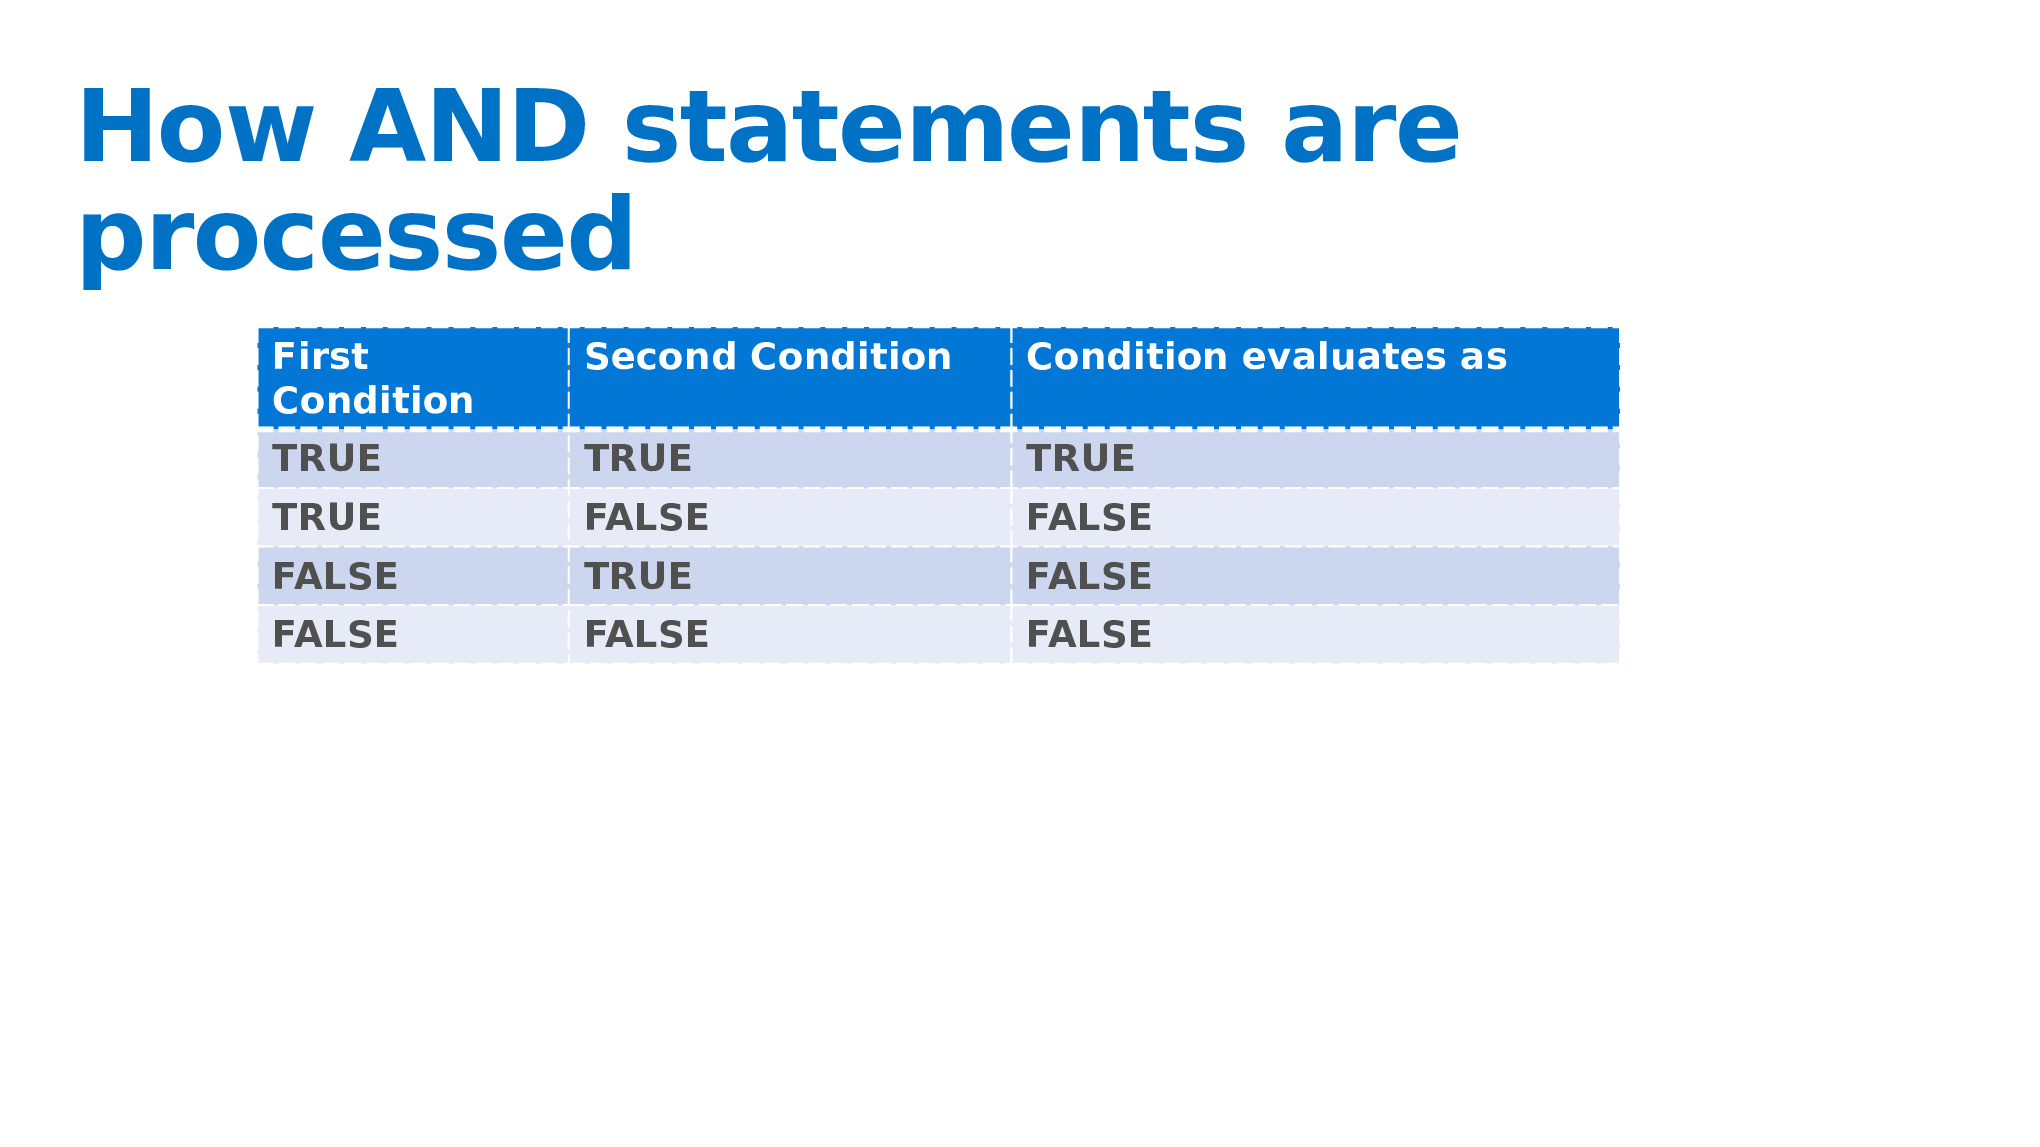 How AND statements are
processed
First
Condition
Second Condition
Condition evaluates as
TRUE
TRUE
TRUE
TRUE
FALSE
FALSE
FALSE
TRUE
FALSE
FALSE
FALSE
FALSE